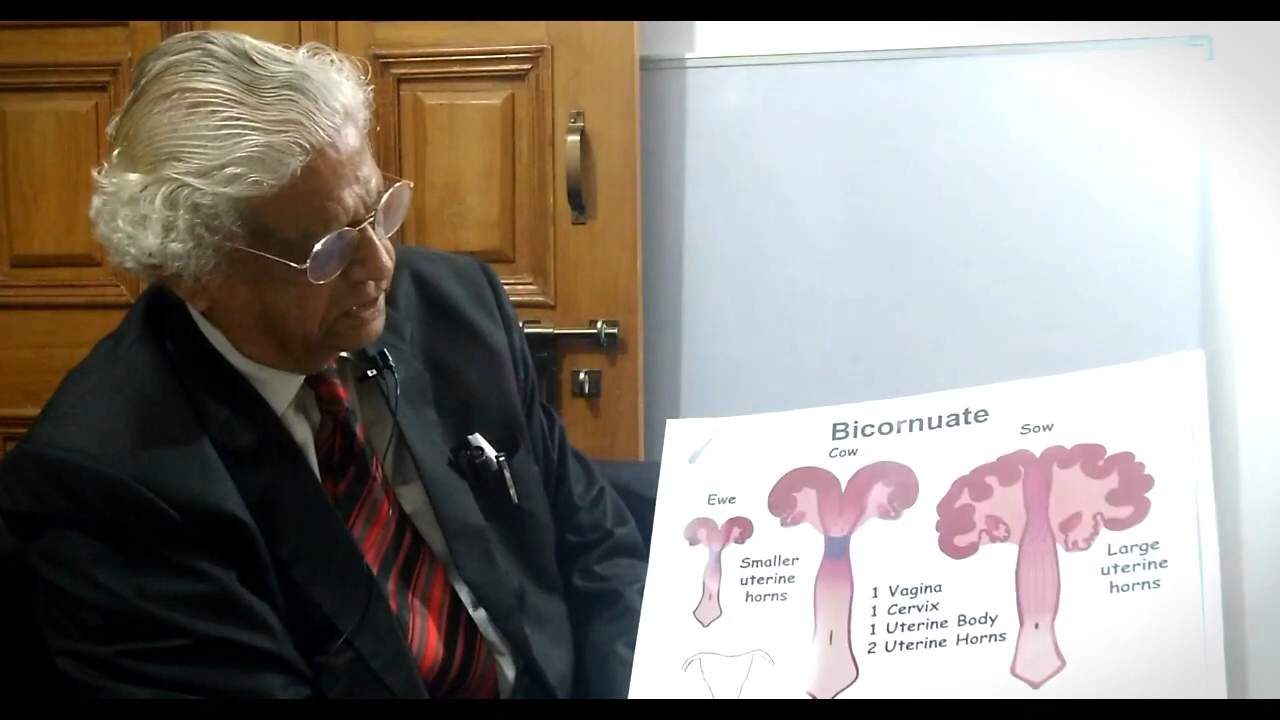 Bicornuate
Cow
Sow
Ewe
Smaller
uterine
horns
1 Vagina
1 Cervix
1 Uterine Body
2 Uterine Horns
Large
uterine
horns